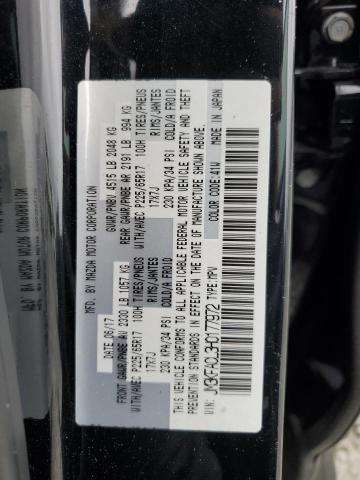 MFD. BY MAZDA MOTOR CORPORATION
DATE 06/17 GVWR/PNBV 4515 LB 2048 KG
FRONT GAWR/PNBE AV 2330 LB 1057 KG REAR GAWR/PNBE AR 2191 LB 994 KG
WITH/AVEC P225/65R17 100H TIRES/PNEUS WITH/AVEC P225/65R17 100H TIRES/PNEUS
17X7J RIMS/JANTES 17X7J RIMS/JANTES
230 KPA/34 PSI COLD/A FROID 230 KPA/34 PSI COLD/A FROID
THIS VEHICLE CONFORMS TO ALL APPLICABLE FEDERAL MOTOR VEHICLE SAFETY AND THEFT
PREVENTION STANDARDS IN EFFECT ON THE DATE OF MANUFACTURE SHOWN ABOVE.
COLOR/NUANCE: 41W MADE IN JAPAN
TYPE: MPV
VIN: JM3KFACL3H0177972